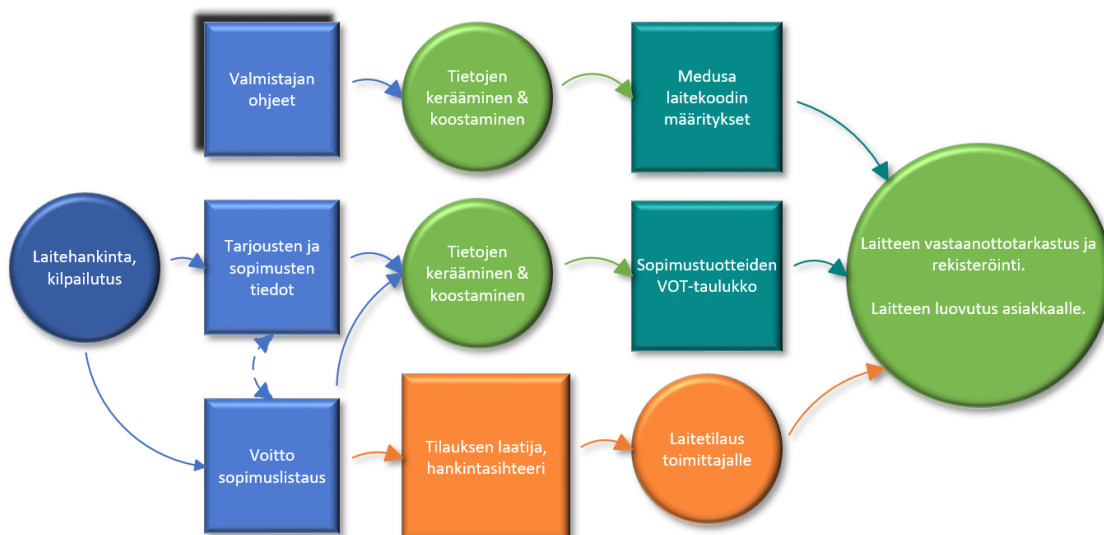 Valmistajan
ohjeet
Tietojen
kerääminen &
koostaminen
Medusa
laitekoodin
määritykset
Laitehankinta,
kilpailutus
Tarjousten ja
sopimusten
tiedot
Tietojen
kerääminen &
koostaminen
Sopimustuotteiden
VOT-taulukko
Laitteen vastaanottotarkastus ja
rekisteröinti.
Laitteen luovutus asiakkaalle.
Voitto
sopimuslistaus
Tilauksen laatija,
hankintasihteeri
Laitetilaus
toimittajalle